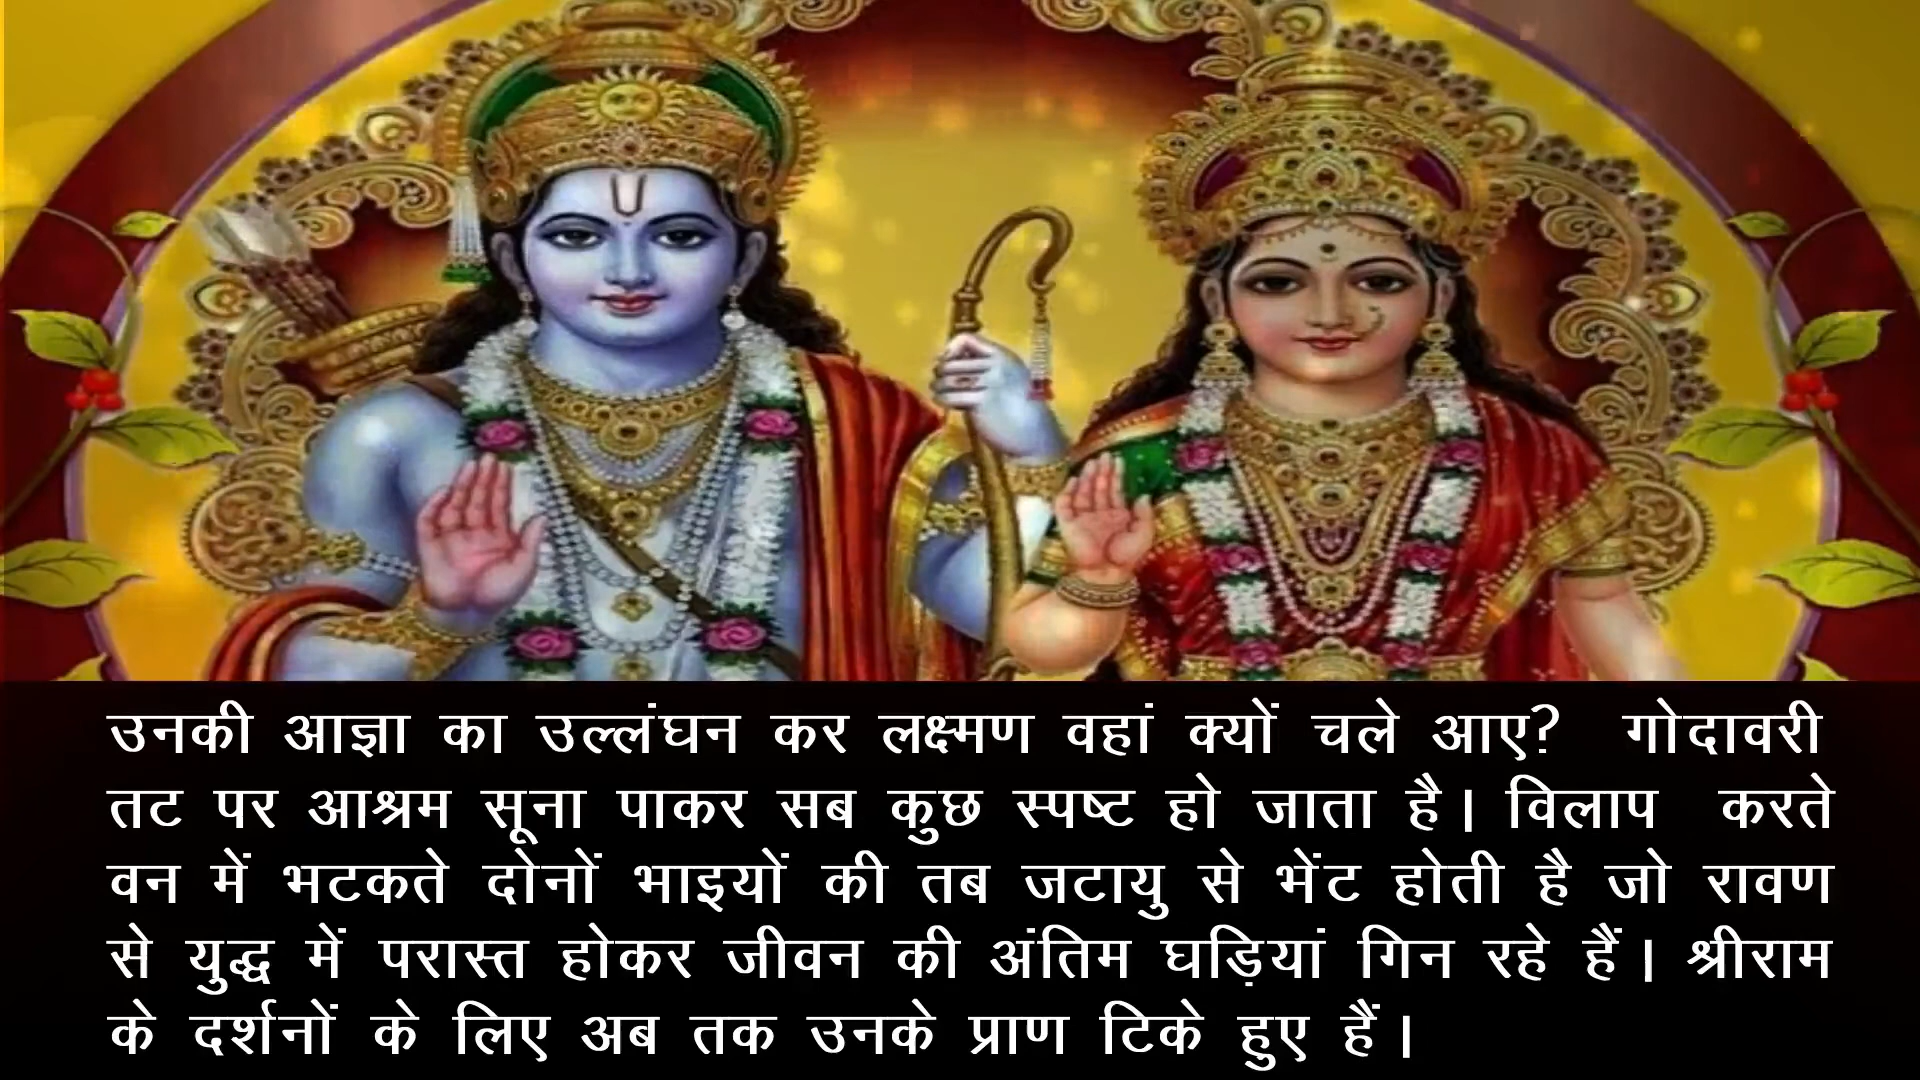 उनकी आज्ञा का उल्लंघन कर लक्ष्मण वहां क्यों चले आए? गोदावरी
तट पर आश्रम सूना पाकर सब कुछ स्पष्ट हो जाता है। विलाप करते
वन में भटकते दोनों भाइयों की तब जटायु से भेंट होती है जो रावण
से युद्ध में परास्त होकर जीवन की अंतिम घड़ियां गिन रहे हैं। श्रीराम
के दर्शनों के लिए अब तक उनके प्राण टिके हुए हैं।